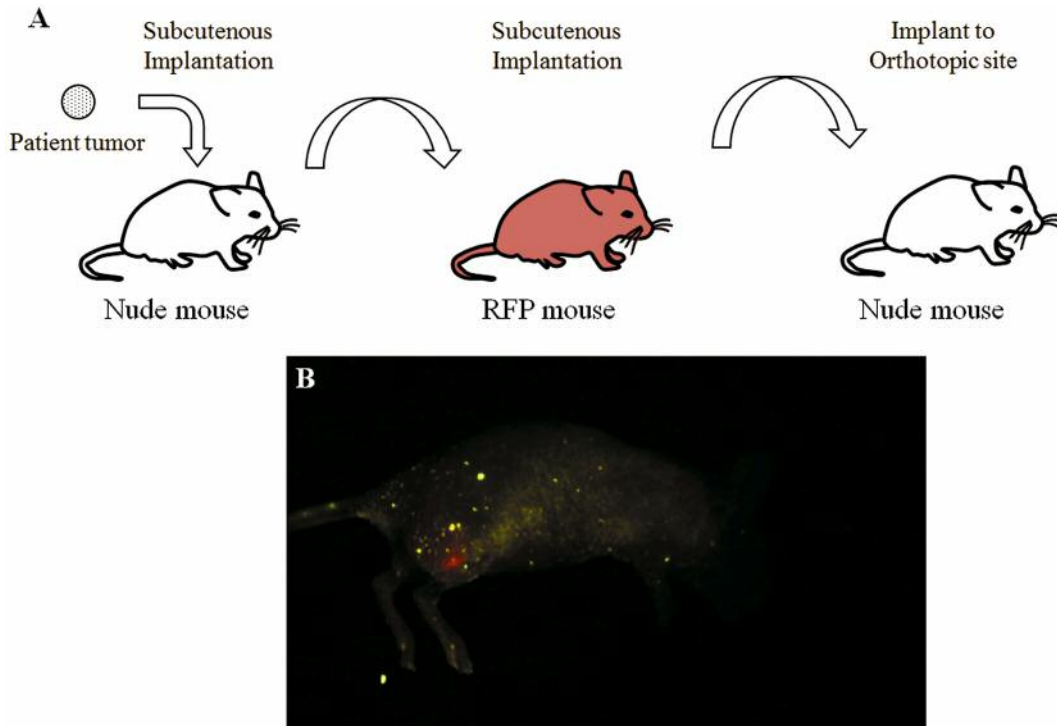 A
Subcutenous
Implantation
Subcutenous
Implantation
Implant to
Orthotopic site
Patient tumor
Nude mouse
RFP mouse
Nude mouse
B